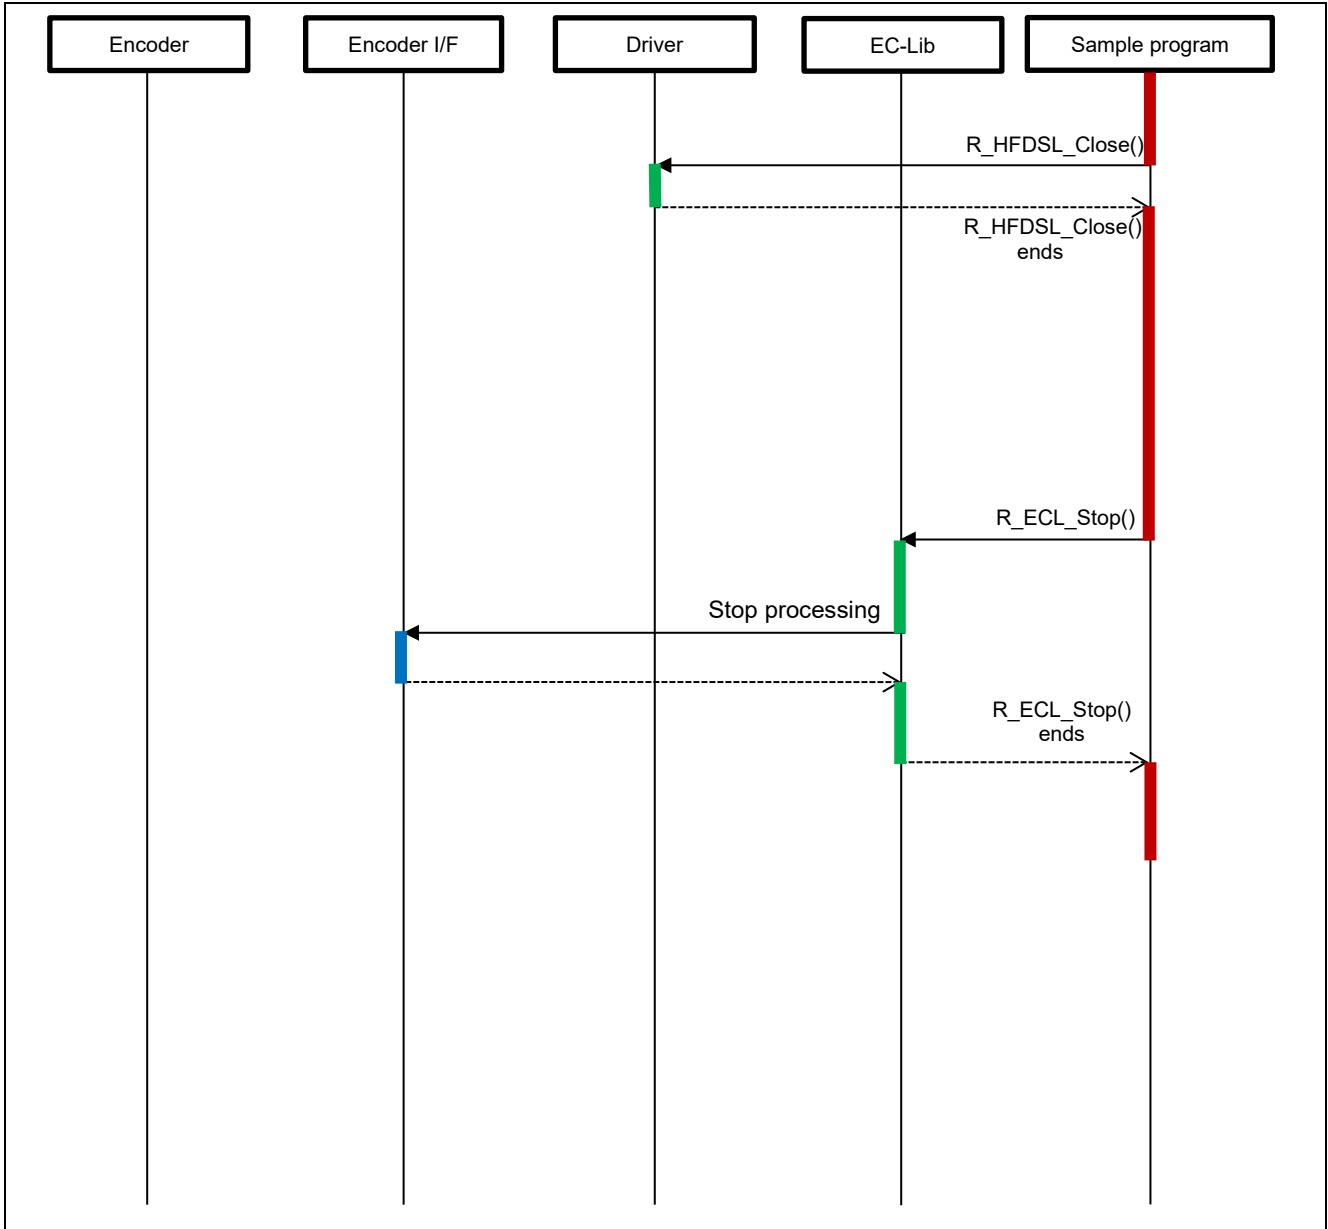 Encoder
Encoder I/F
Driver
EC-Lib
Sample program
R_HFDSL_Close()
R_HFDSL_Close()
ends
R_ECL_Stop()
Stop processing
R_ECL_Stop()
ends